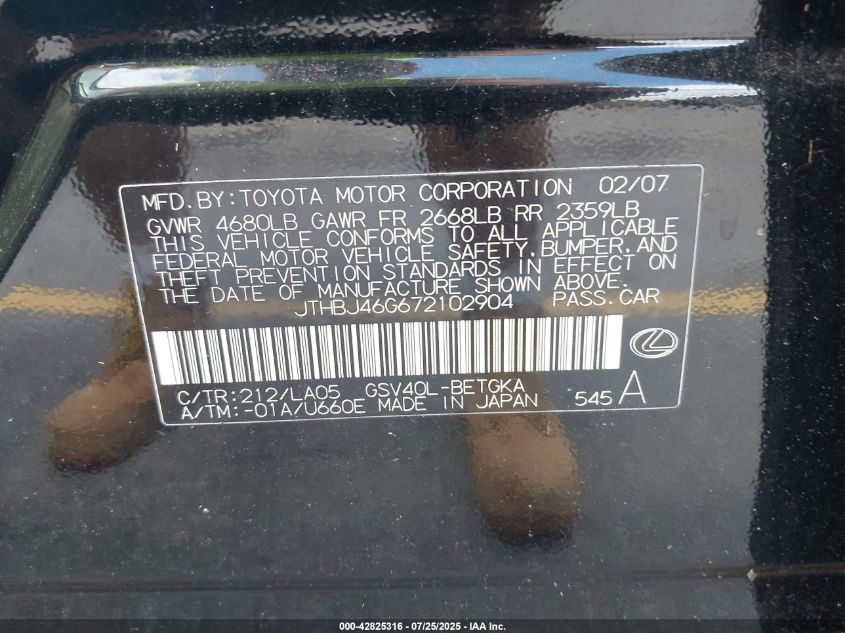 MFD.BY:TOYOTA MOTOR CORPORATION 02/07
GVWR 4680LB GAWR FR 2668LB RR 2359LB
THIS VEHICLE CONFORMS TO ALL APPLICABLE
FEDERAL MOTOR VEHICLE SAFETY,BUMPER,AND
THEFT PREVENTION STANDARDS IN EFFECT ON
THE DATE OF MANUFACTURE SHOWN ABOVE.
JTHBJ46G672102904 PASS.CAR
C/TR:212/LA05 GSV40L-BETGKA
A/TM:-01A/U660E MADE IN JAPAN 545 A
000-42825316 - 07/25/2025 - IAA Inc.